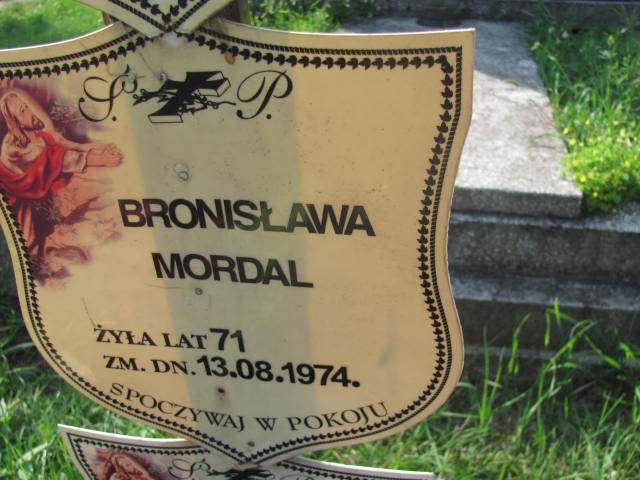 Ś. P.
BRONISŁAWA
MORDAL
ŻYŁA LAT 71
ZM. DN. 13.08.1974.
SPOCZYWAJ W POKOJU